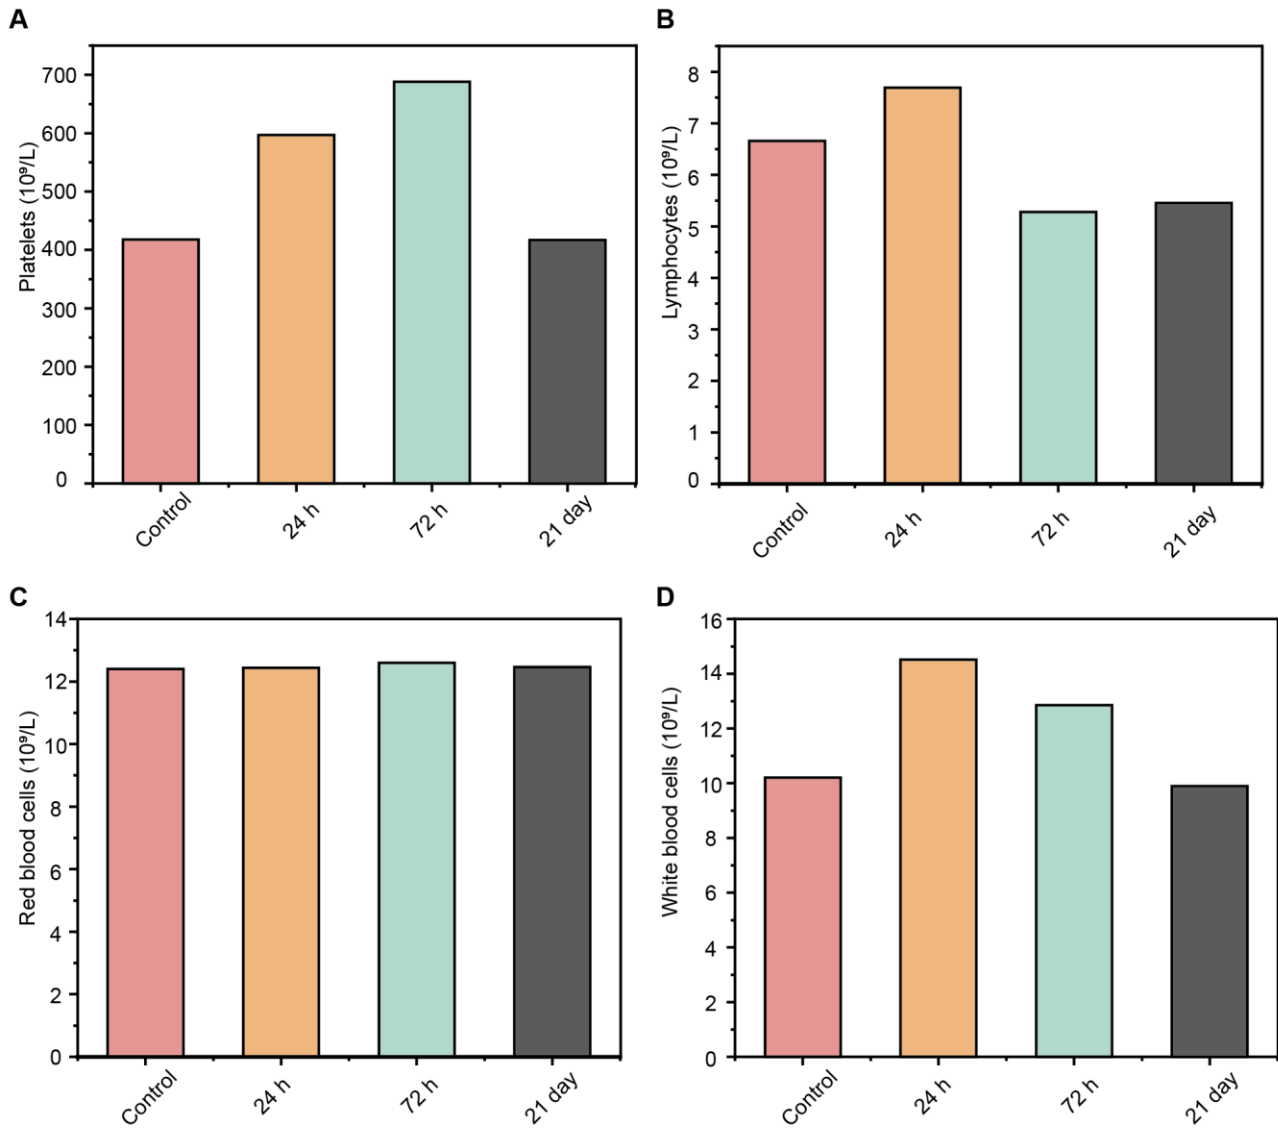 A
Platelets (10⁹/L)
700
600
500
400
300
200
100
0
Control
24 h
72 h
21 day
B
Lymphocytes (10⁹/L)
8
7
6
5
4
3
2
1
0
Control
24 h
72 h
21 day
C
Red blood cells (10⁹/L)
14
12
10
8
6
4
2
0
Control
24 h
72 h
21 day
D
White blood cells (10⁹/L)
16
14
12
10
8
6
4
2
0
Control
24 h
72 h
21 day